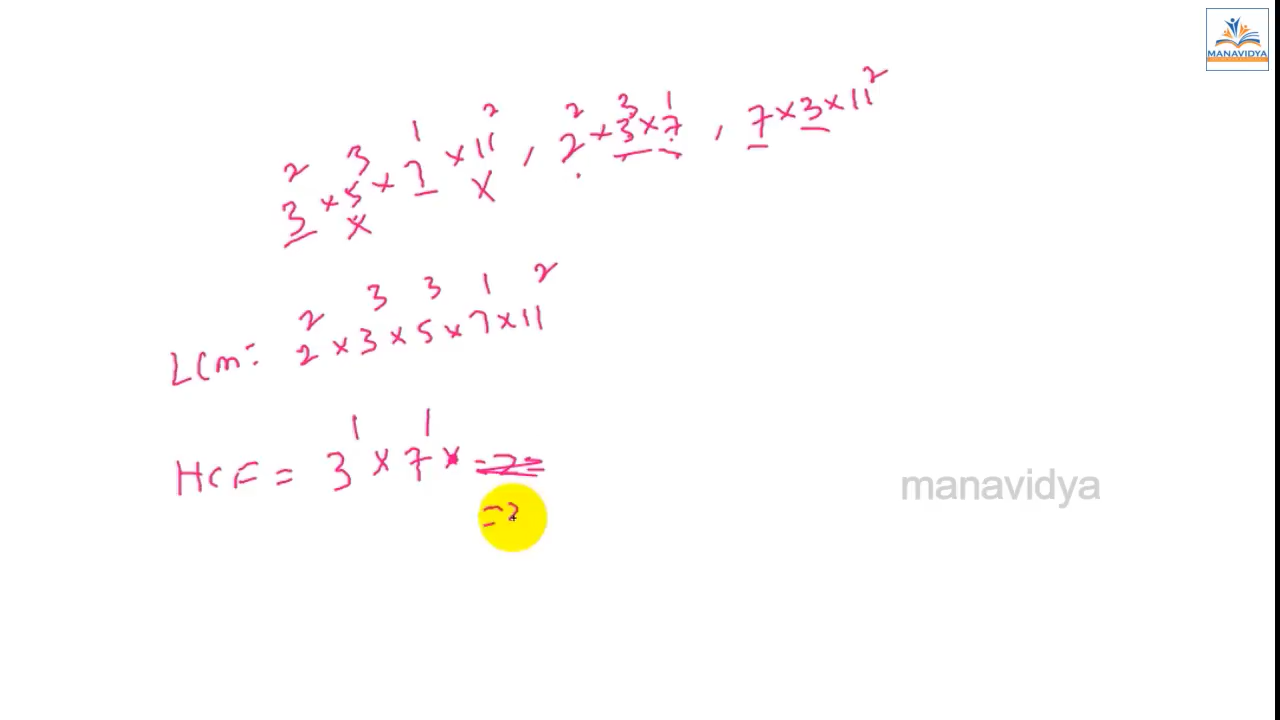 MANAVIDYA
3² × 5³ × 7¹ × 11², 2² × 3³ × 7¹, 7 × 3 × 11²
x x
LCM: 2² × 3³ × 5³ × 7¹ × 11²
HCF = 3¹ × 7¹ ×
manavidya